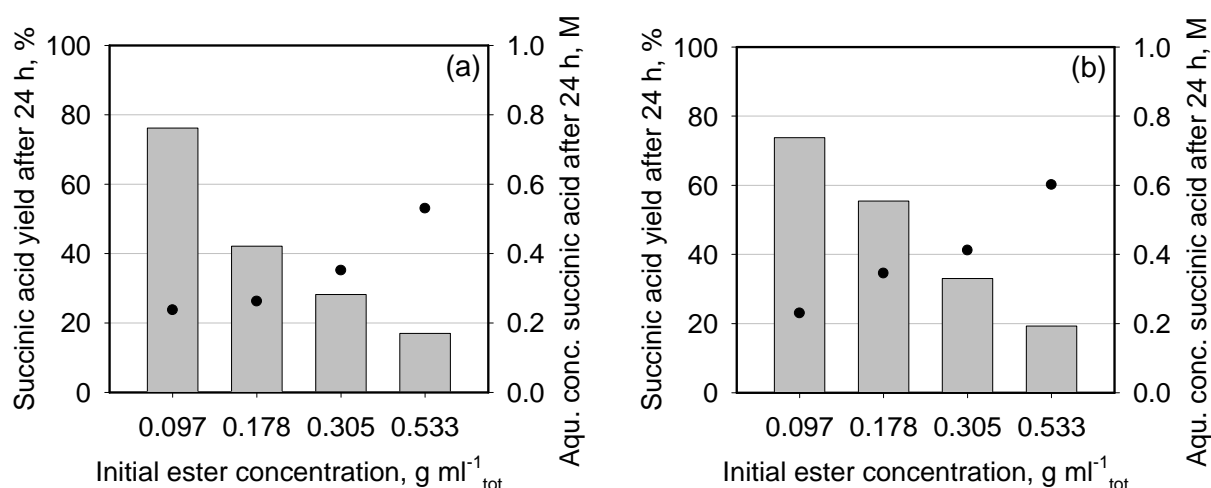 (a)
Succinic acid yield after 24 h, %
100
80
60
40
20
0
1.0
0.8
0.6
0.4
0.2
0.0
Aqu. conc. succinic acid after 24 h, M
0.097 0.178 0.305 0.533
Initial ester concentration, g ml⁻¹tot
(b)
Succinic acid yield after 24 h, %
100
80
60
40
20
0
1.0
0.8
0.6
0.4
0.2
0.0
Aqu. conc. succinic acid after 24 h, M
0.097 0.178 0.305 0.533
Initial ester concentration, g ml⁻¹tot